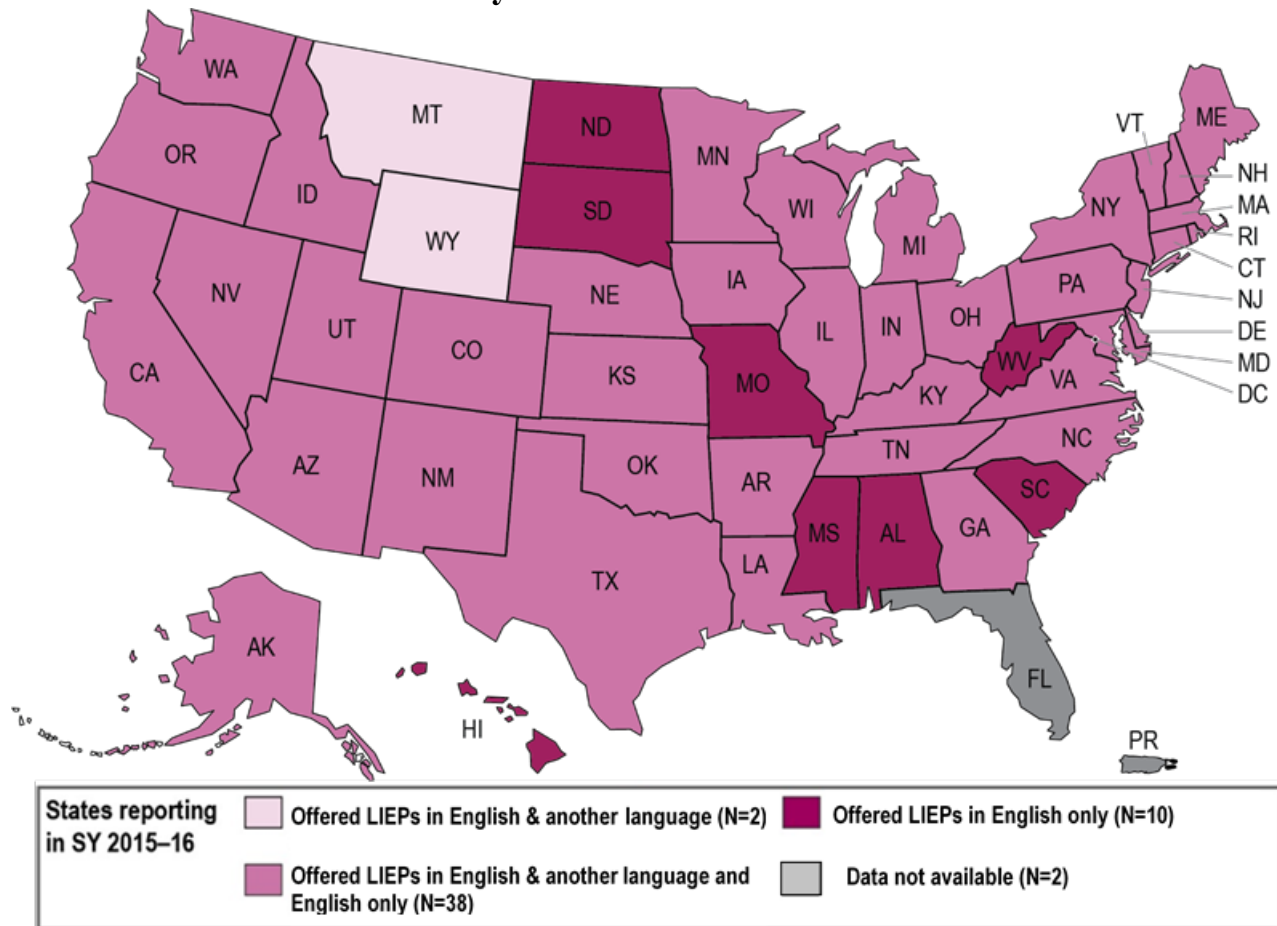 WA
MT
ND
MN
VT
ME
OR
ID
SD
WI
NY
NH
MA
RI
CT
NJ
DE
MD
DC
MI
WY
IA
PA
NE
NV
UT
CO
IL
IN
OH
CA
KS
MO
WV
VA
KY
NC
TN
AZ
NM
OK
AR
SC
MS
AL
GA
TX
LA
AK
HI
FL
PR
States reporting
in SY 2015–16
Offered LIEPs in English & another language (N=2)
Offered LIEPs in English only (N=10)
Offered LIEPs in English & another language and
English only (N=38)
Data not available (N=2)